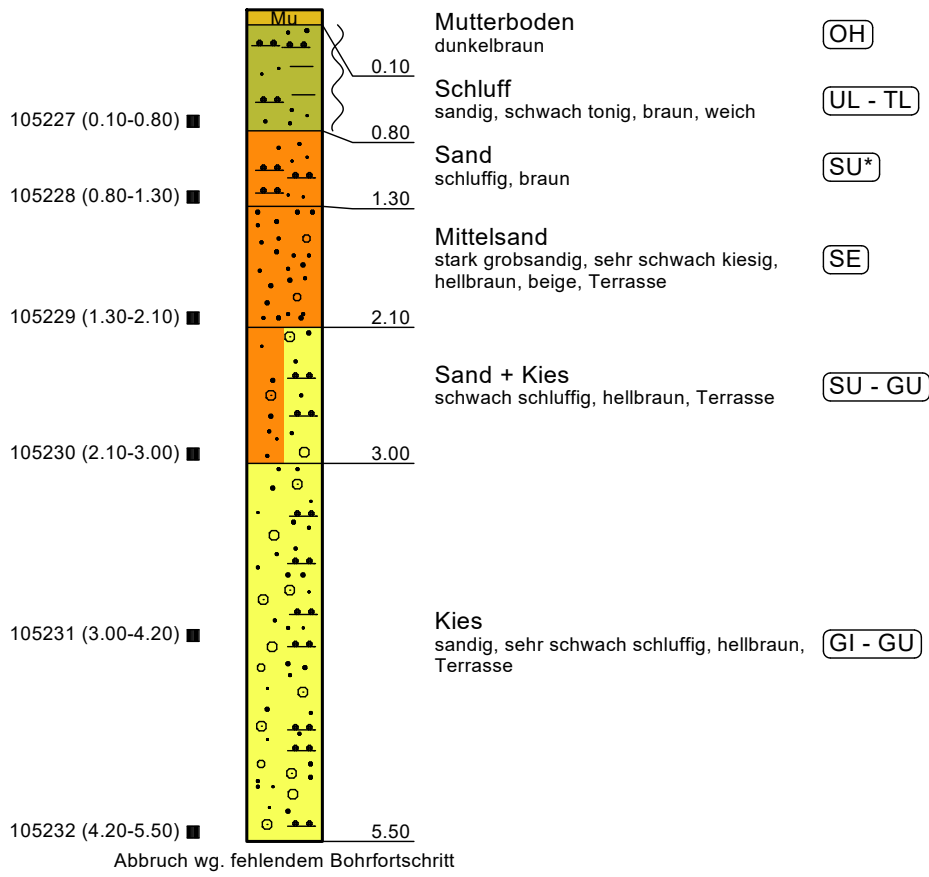 Mu
Mutterboden
dunkelbraun
OH
0.10
Schluff
sandig, schwach tonig, braun, weich
UL - TL
105227 (0.10-0.80)
0.80
Sand
schluffig, braun
SU*
105228 (0.80-1.30)
1.30
Mittelsand
stark grobsandig, sehr schwach kiesig,
hellbraun, beige, Terrasse
SE
105229 (1.30-2.10)
2.10
Sand + Kies
schwach schluffig, hellbraun, Terrasse
SU - GU
105230 (2.10-3.00)
3.00
Kies
sandig, sehr schwach schluffig, hellbraun,
Terrasse
GI - GU
105231 (3.00-4.20)
105232 (4.20-5.50)
5.50
Abbruch wg. fehlendem Bohrfortschritt